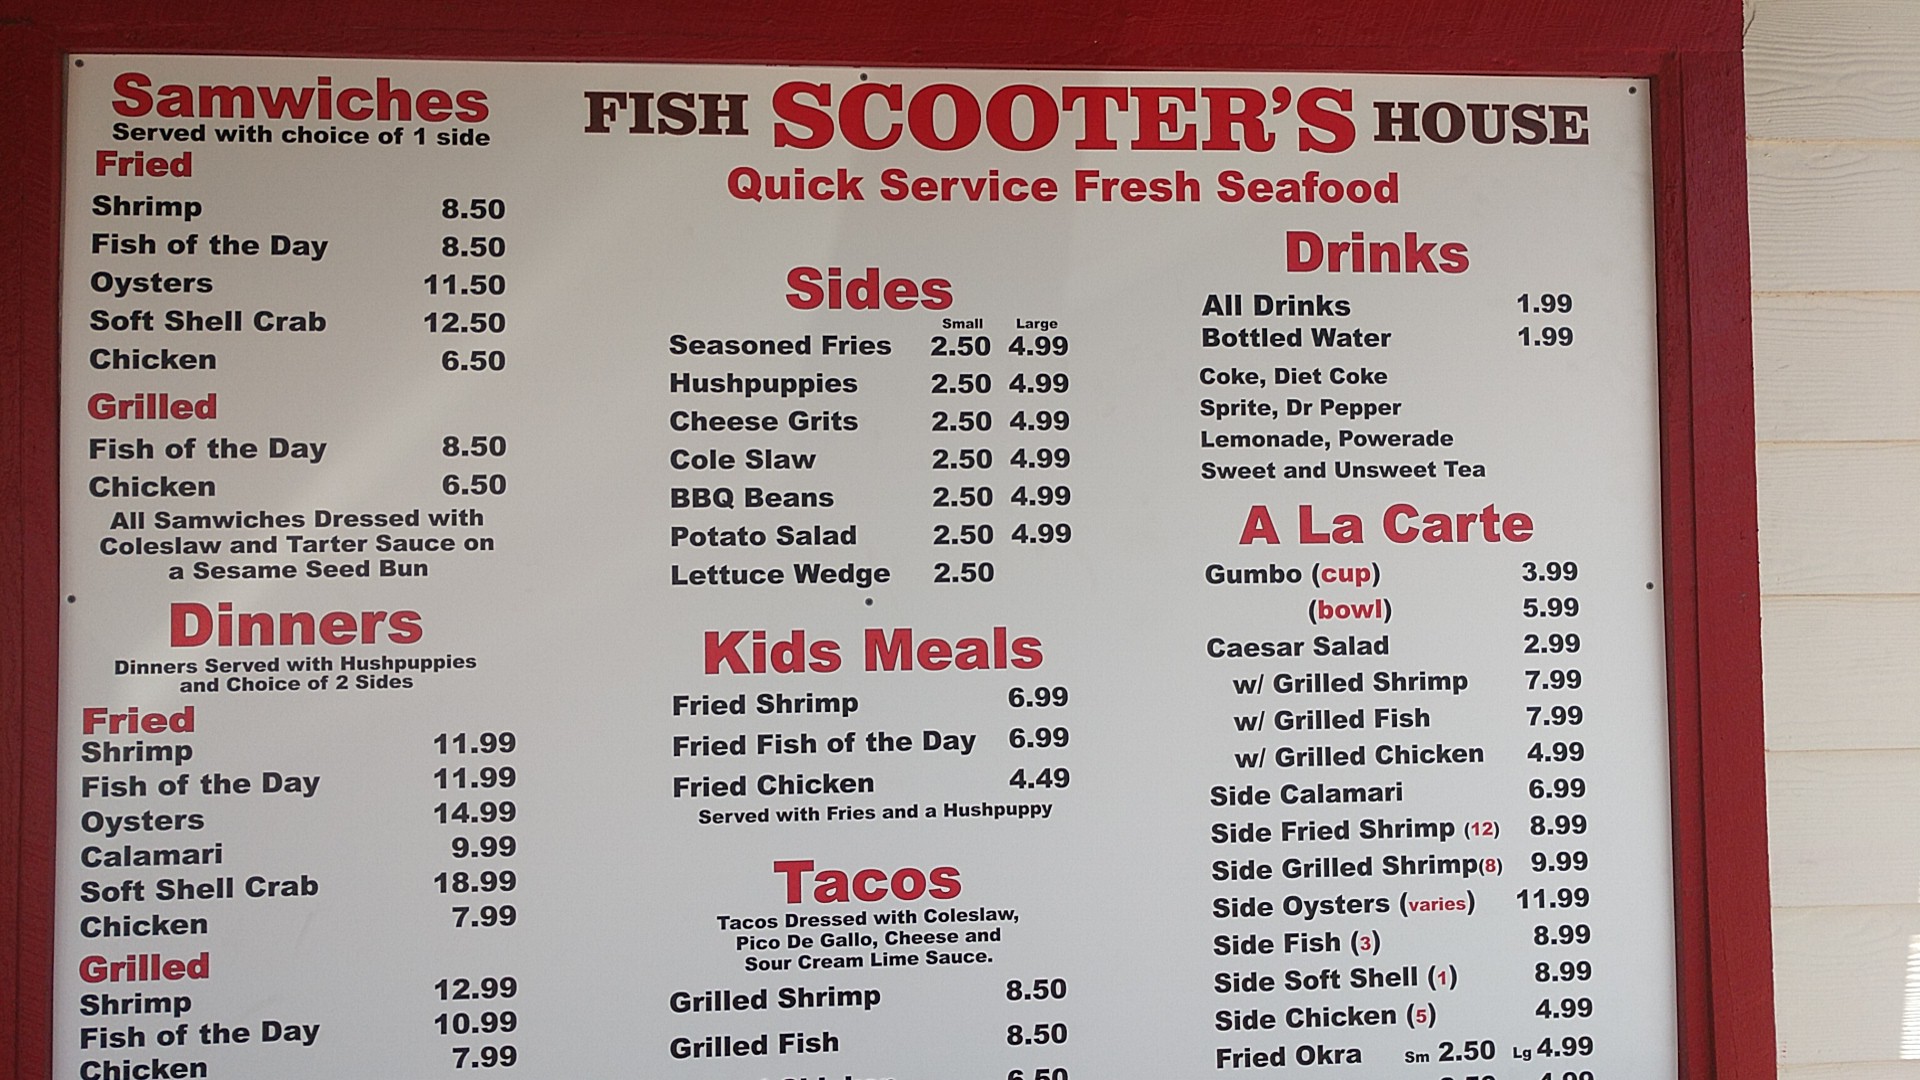 FISH SCOOTER'S HOUSE
Quick Service Fresh Seafood
Samwiches
Served with choice of 1 side
Fried
Shrimp 8.50
Fish of the Day 8.50
Oysters 11.50
Soft Shell Crab 12.50
Chicken 6.50
Grilled
Fish of the Day 8.50
Chicken 6.50
All Samwiches Dressed with
Coleslaw and Tarter Sauce on
a Sesame Seed Bun
Dinners
Dinners Served with Hushpuppies
and Choice of 2 Sides
Fried
Shrimp 11.99
Fish of the Day 11.99
Oysters 14.99
Calamari 9.99
Soft Shell Crab 18.99
Chicken 7.99
Grilled
Shrimp 12.99
Fish of the Day 10.99
Chicken 7.99
Sides
Small Large
Seasoned Fries 2.50 4.99
Hushpuppies 2.50 4.99
Cheese Grits 2.50 4.99
Cole Slaw 2.50 4.99
BBQ Beans 2.50 4.99
Potato Salad 2.50 4.99
Lettuce Wedge 2.50
Kids Meals
Fried Shrimp 6.99
Fried Fish of the Day 6.99
Fried Chicken 4.49
Served with Fries and a Hushpuppy
Tacos
Tacos Dressed with Coleslaw,
Pico De Gallo, Cheese and
Sour Cream Lime Sauce.
Grilled Shrimp 8.50
Grilled Fish 8.50
6.50
Drinks
All Drinks 1.99
Bottled Water 1.99
Coke, Diet Coke
Sprite, Dr Pepper
Lemonade, Powerade
Sweet and Unsweet Tea
A La Carte
Gumbo (cup) 3.99
(bowl) 5.99
Caesar Salad 2.99
w/ Grilled Shrimp 7.99
w/ Grilled Fish 7.99
w/ Grilled Chicken 4.99
Side Calamari 6.99
Side Fried Shrimp (12) 8.99
Side Grilled Shrimp(8) 9.99
Side Oysters (varies) 11.99
Side Fish (3) 8.99
Side Soft Shell (1) 8.99
Side Chicken (5) 4.99
Fried Okra Sm 2.50 Lg 4.99